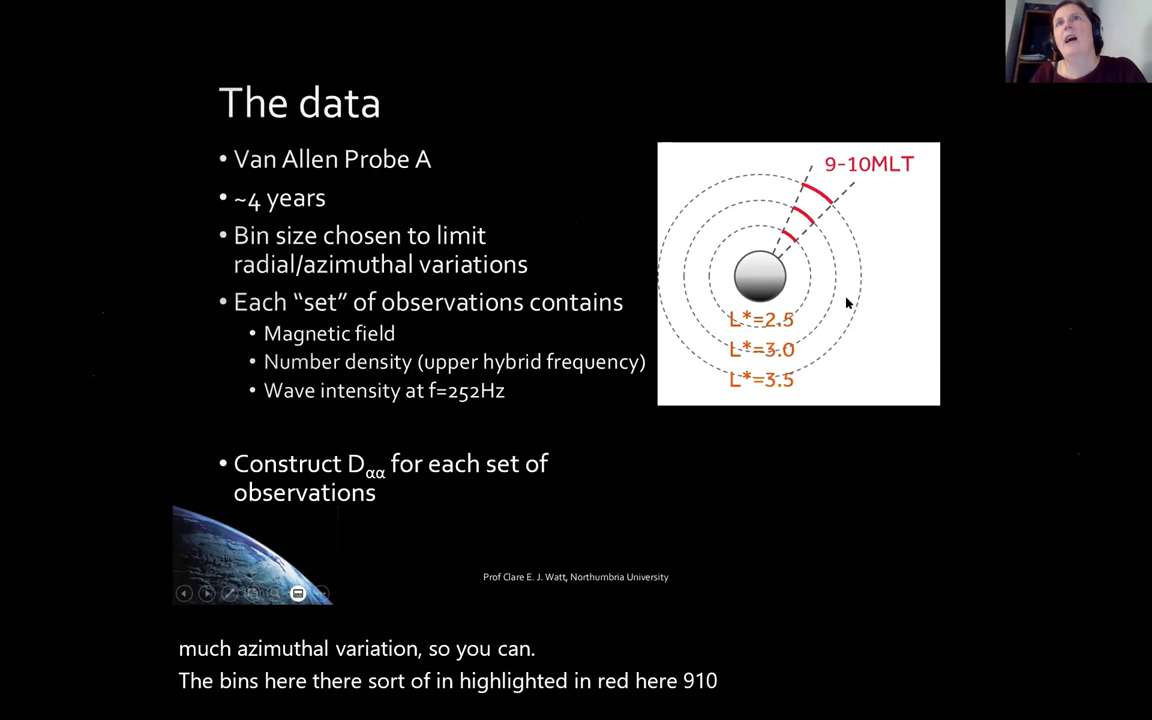 The data
• Van Allen Probe A
• ~4 years
• Bin size chosen to limit
radial/azimuthal variations
• Each “set” of observations contains
• Magnetic field
• Number density (upper hybrid frequency)
• Wave intensity at f=252Hz
• Construct Dαα for each set of
observations
9-10MLT
L*=2.5
L*=3.0
L*=3.5
Prof Clare E. J. Watt, Northumbria University
much azimuthal variation, so you can.
The bins here there sort of in highlighted in red here 910